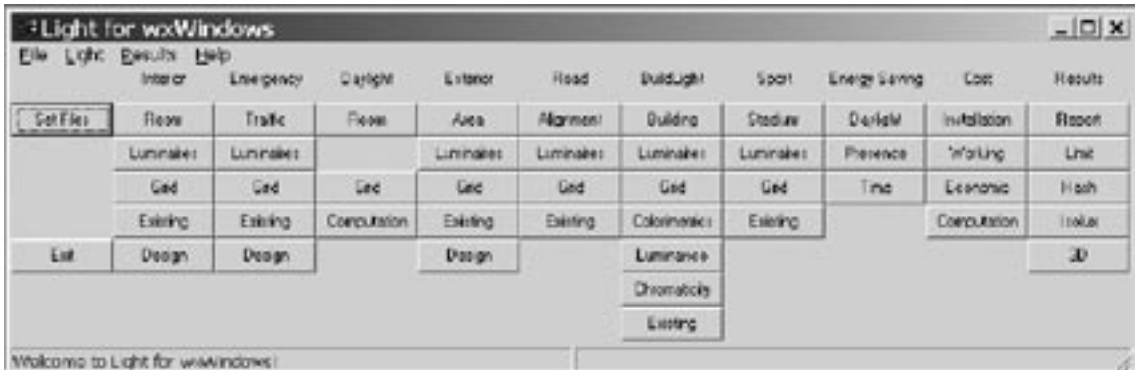 Light for wxWindows
File Light Results Help
Interior Emergency Daylight Exterior Road BuildLight Sport Energy Saving Cost Results
Set Files Room Traffic Room Area Alignment Building Stadium Daylight Installation Report
Luminaires Luminaires Luminaires Luminaires Luminaires Luminaires Presence Working Limit
Grid Grid Grid Grid Grid Grid Grid Time Economic Hash
Existing Existing Computation Existing Existing Colorimetrics Existing Computation Isolux
Exit Design Design Design Luminance 3D
Chromaticity
Existing
Welcome to Light for wxWindows!